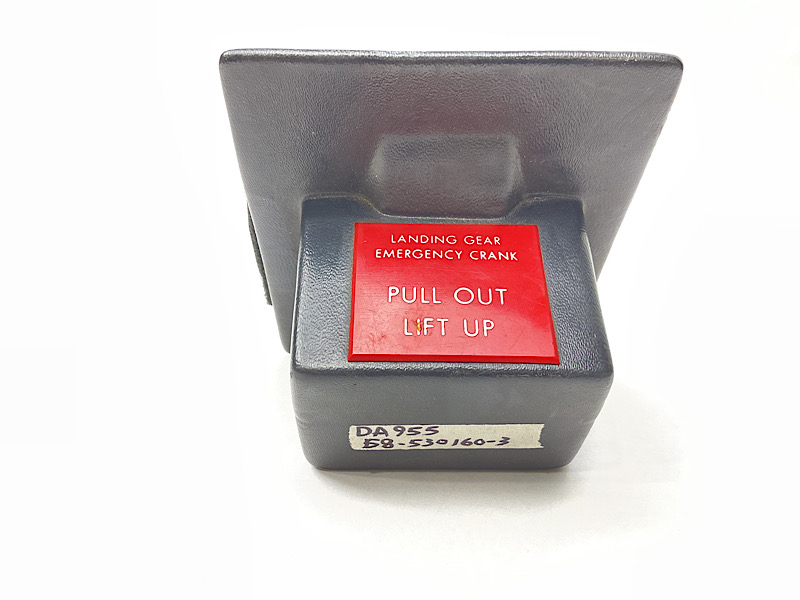 LANDING GEAR
EMERGENCY CRANK
PULL OUT
LIFT UP
DA955
58-530160-3